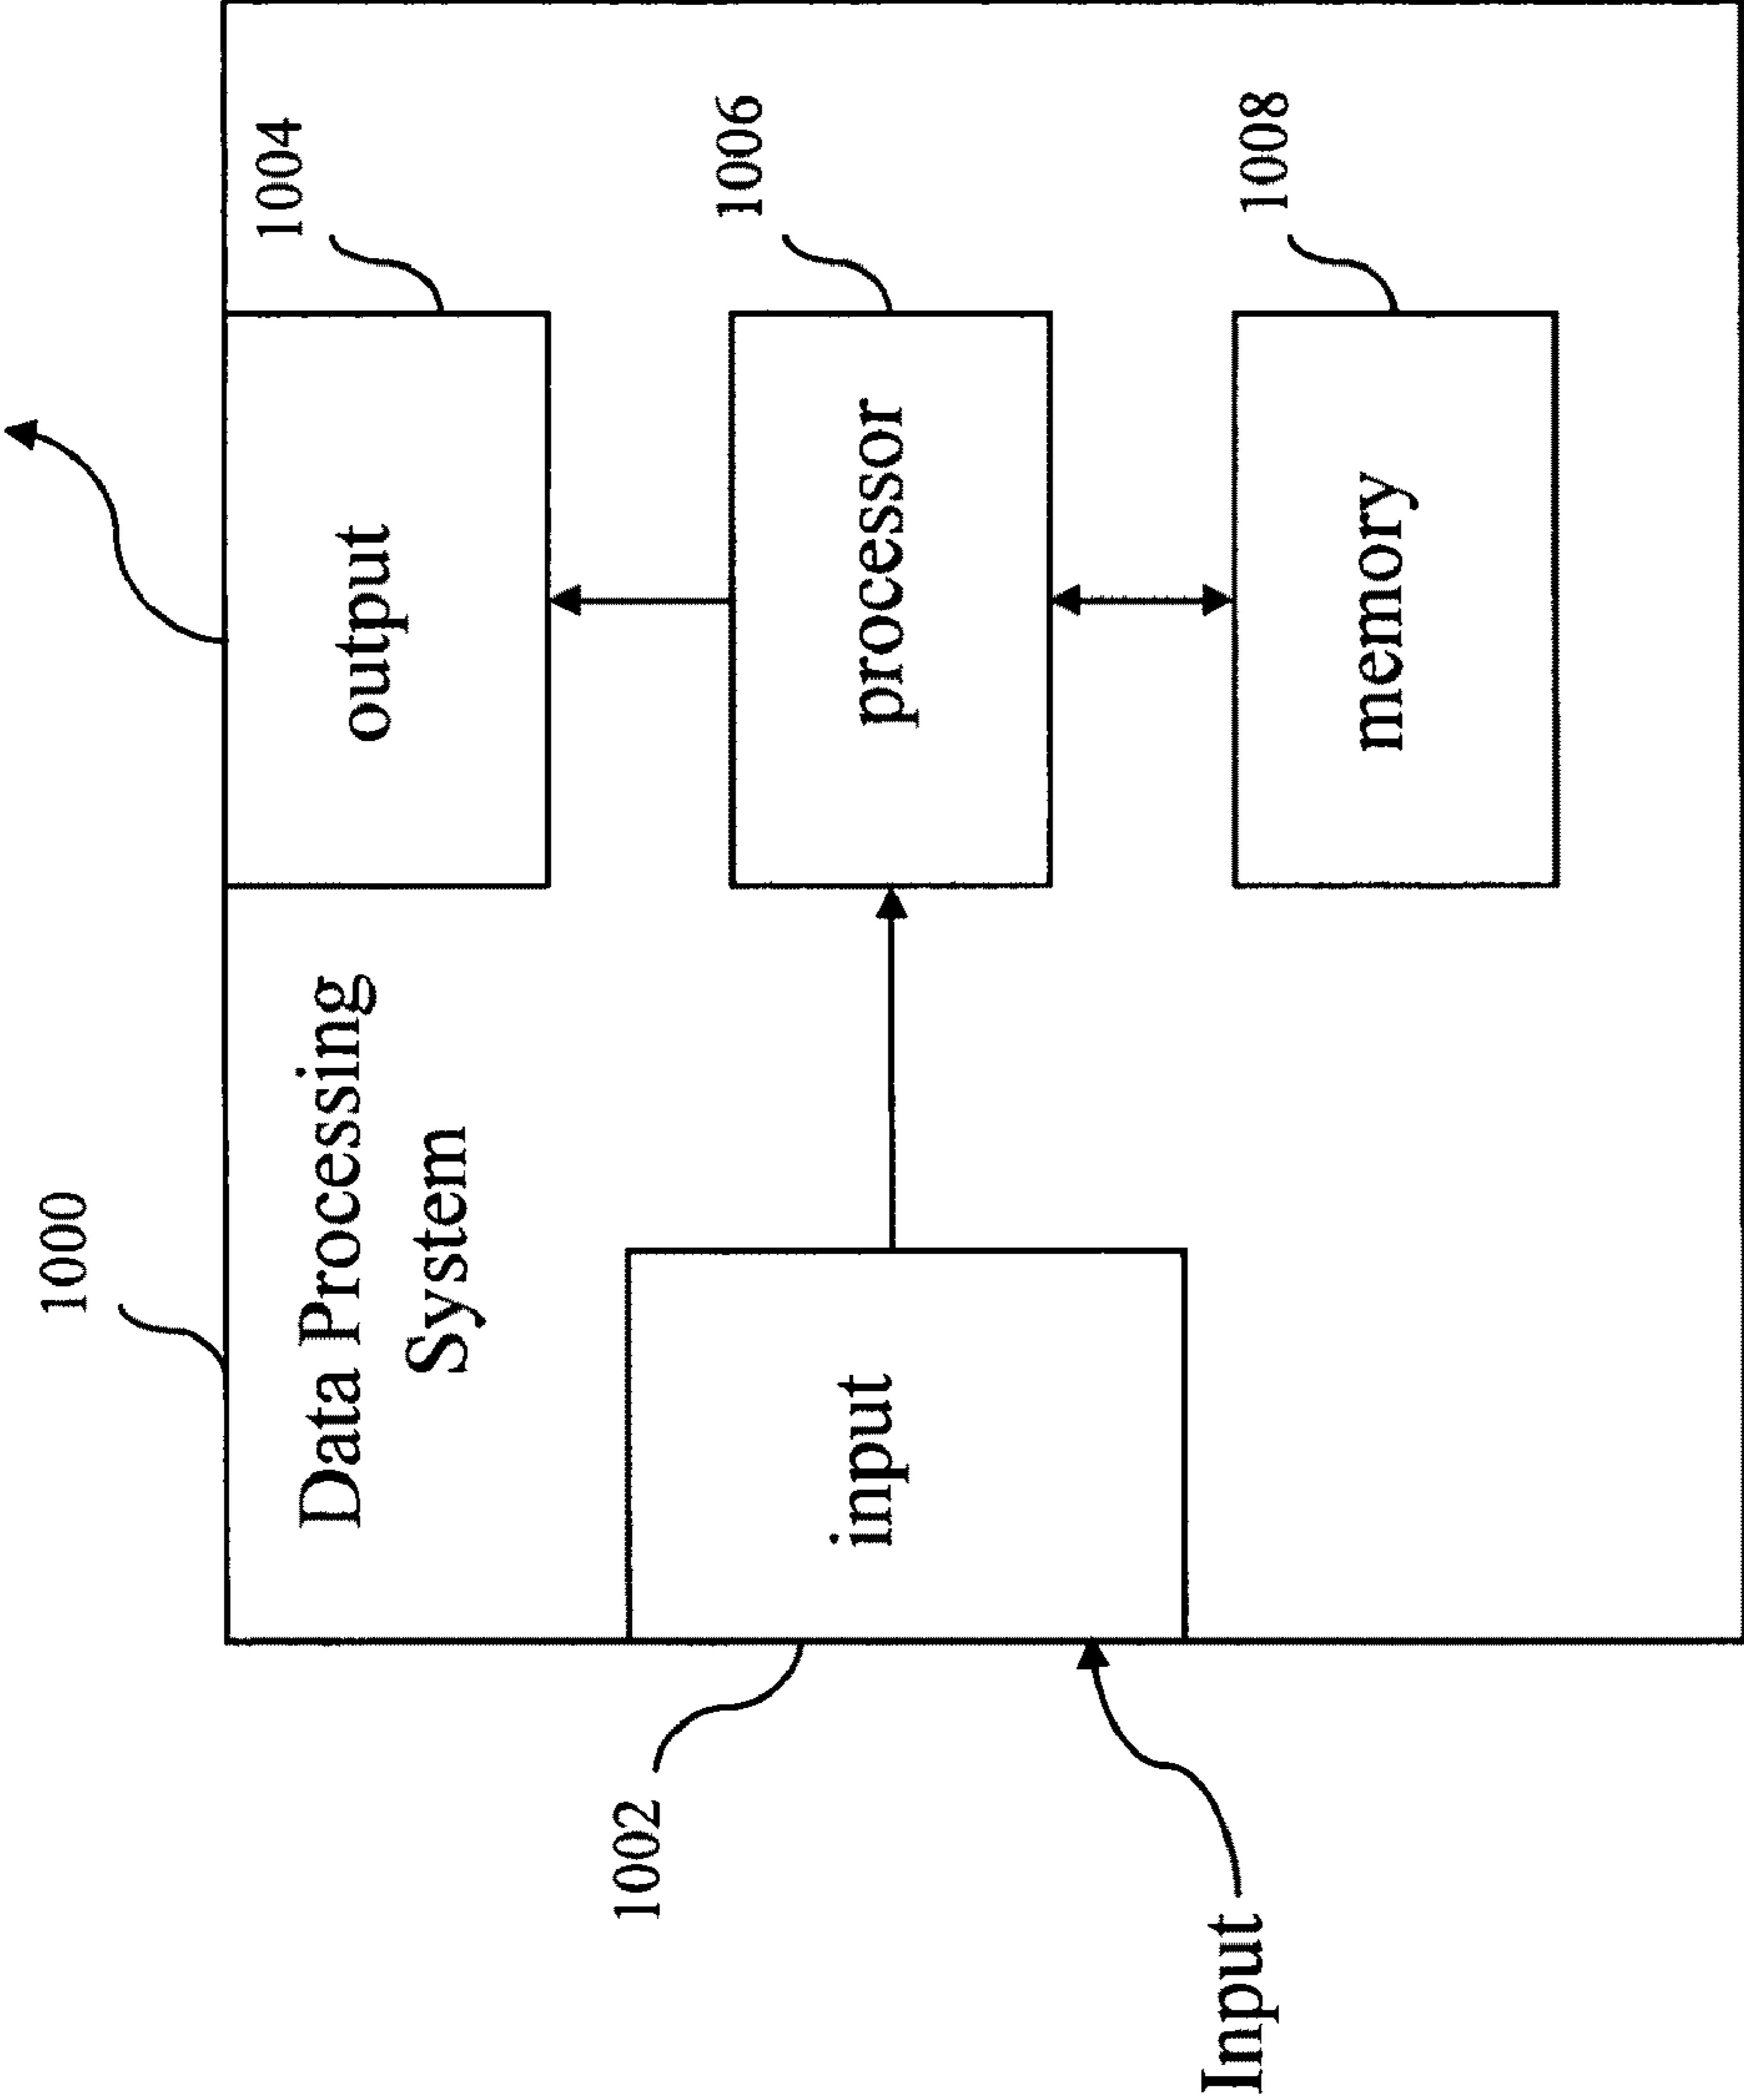 1000
Data Processing
System
1004
output
1002
input
processor
1006
Input
memory
1008